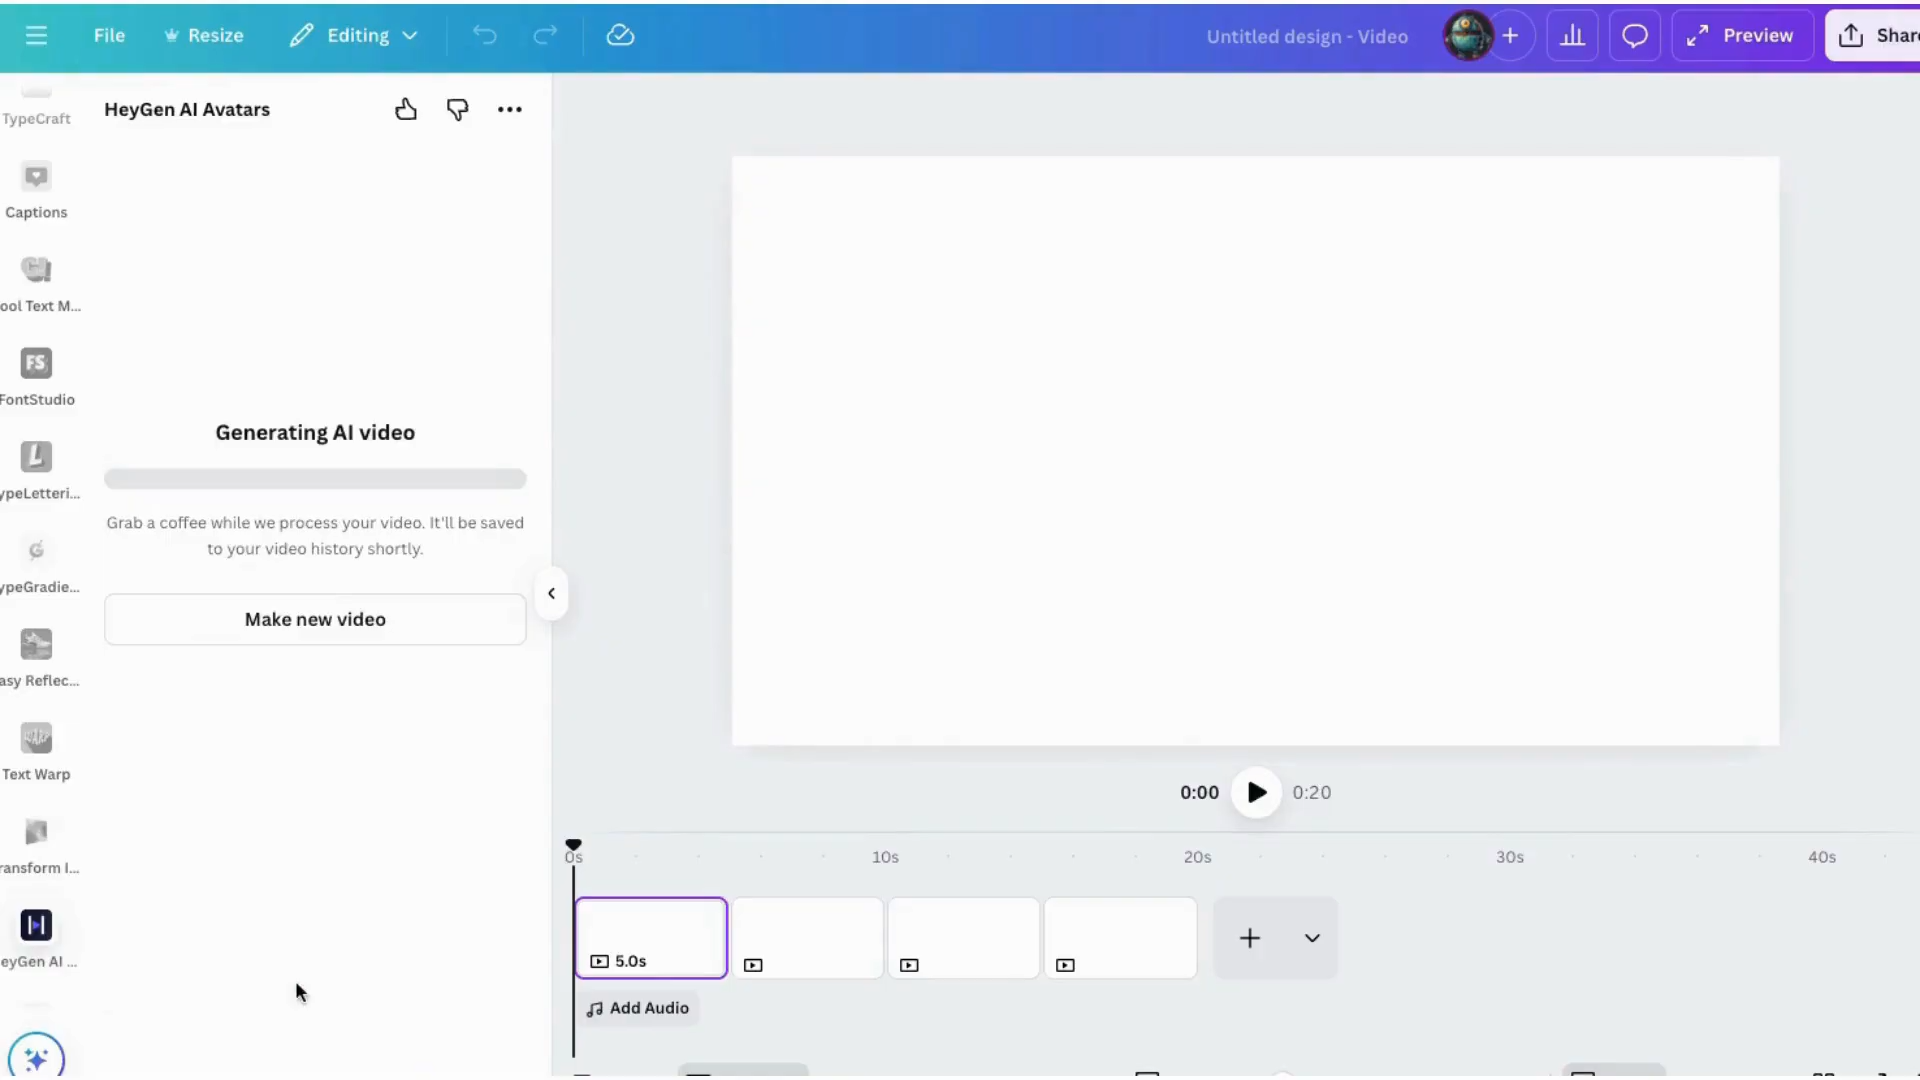 File
Resize
Editing
Untitled design - Video
Preview
Shar
TypeCraft
Captions
ool Text M...
FS
FontStudio
L
ypeLetteri...
G
ypeGradie...
asy Reflec...
WARP
Text Warp
ransform I...
eyGen AI ...
HeyGen AI Avatars
Generating AI video
Grab a coffee while we process your video. It'll be saved
to your video history shortly.
Make new video
0:00
0:20
0s
10s
20s
30s
40s
5.0s
Add Audio